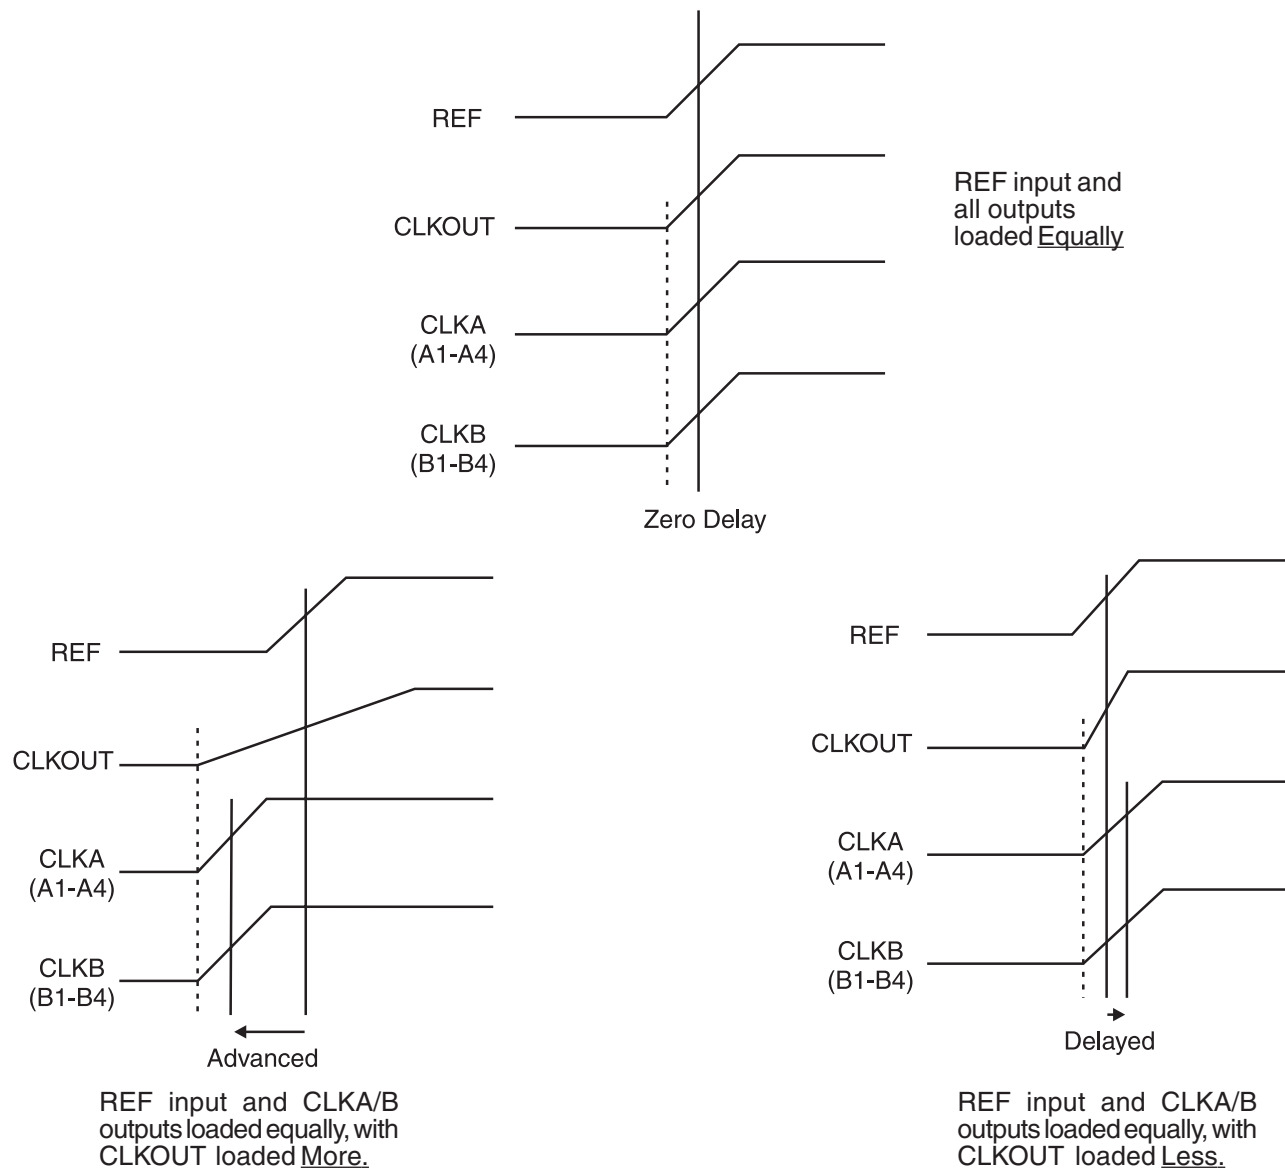 REF
CLKOUT
REF input and
all outputs
loaded Equally
CLKA
(A1-A4)
CLKB
(B1-B4)
Zero Delay
REF
CLKOUT
CLKA
(A1-A4)
CLKB
(B1-B4)
Advanced
REF input and CLKA/B
outputs loaded equally, with
CLKOUT loaded More.
REF
CLKOUT
CLKA
(A1-A4)
CLKB
(B1-B4)
Delayed
REF input and CLKA/B
outputs loaded equally, with
CLKOUT loaded Less.